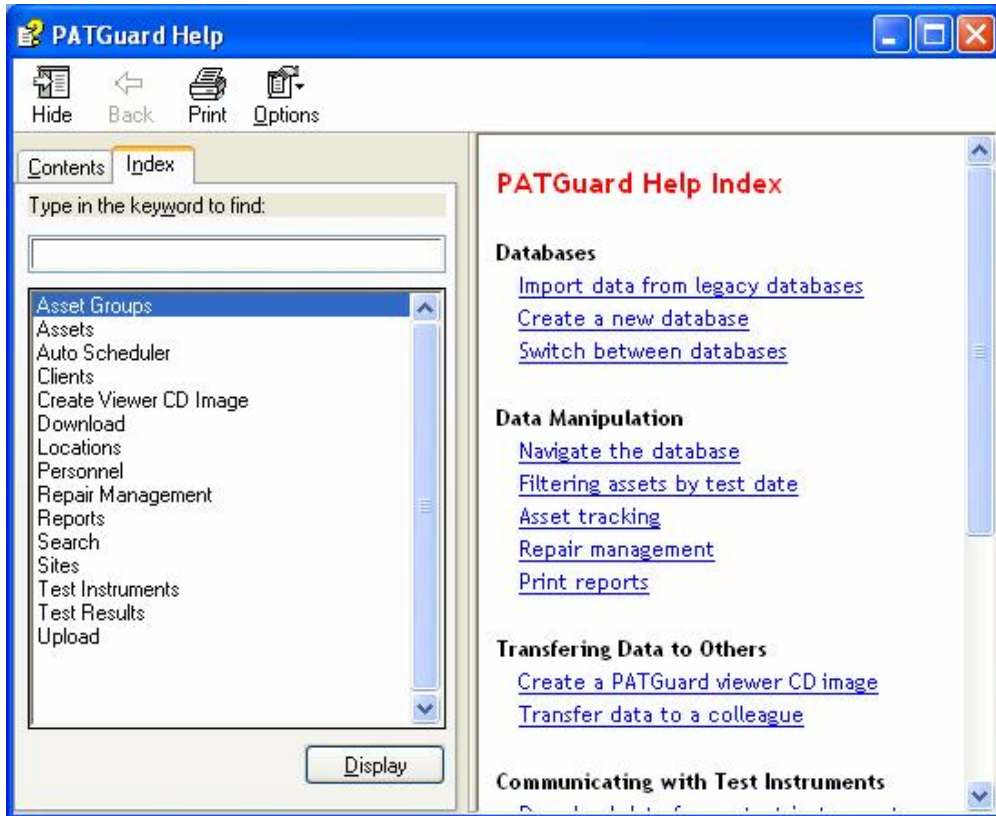 PATGuard Help
Hide Back Print Options
Contents Index
Type in the keyword to find:
Asset Groups
Assets
Auto Scheduler
Clients
Create Viewer CD Image
Download
Locations
Personnel
Repair Management
Reports
Search
Sites
Test Instruments
Test Results
Upload
Display
PATGuard Help Index
Databases
Import data from legacy databases
Create a new database
Switch between databases
Data Manipulation
Navigate the database
Filtering assets by test date
Asset tracking
Repair management
Print reports
Transfering Data to Others
Create a PATGuard viewer CD image
Transfer data to a colleague
Communicating with Test Instruments